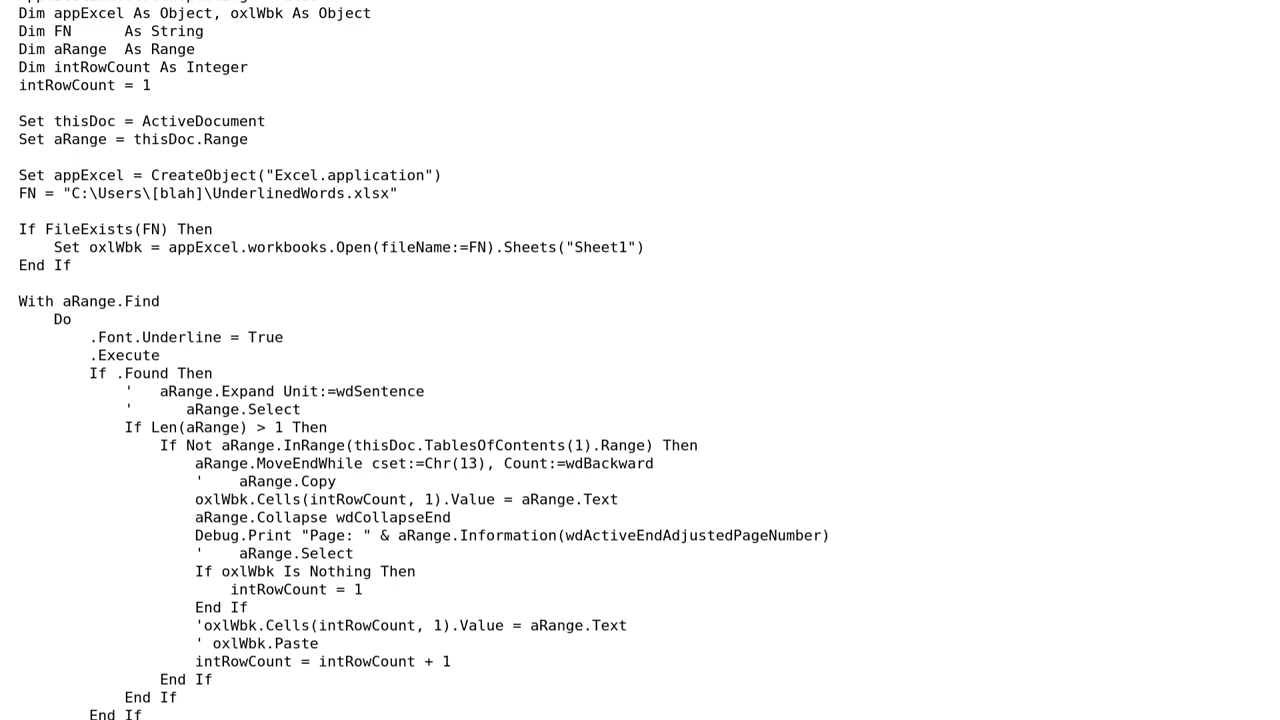 Dim appExcel As Object, oxlWbk As Object
Dim FN      As String
Dim aRange  As Range
Dim intRowCount As Integer
intRowCount = 1

Set thisDoc = ActiveDocument
Set aRange = thisDoc.Range

Set appExcel = CreateObject("Excel.application")
FN = "C:\Users\[blah]\UnderlinedWords.xlsx"

If FileExists(FN) Then
    Set oxlWbk = appExcel.workbooks.Open(fileName:=FN).Sheets("Sheet1")
End If

With aRange.Find
    Do
        .Font.Underline = True
        .Execute
        If .Found Then
            '   aRange.Expand Unit:=wdSentence
            '      aRange.Select
            If Len(aRange) > 1 Then
                If Not aRange.InRange(thisDoc.TablesOfContents(1).Range) Then
                    aRange.MoveEndWhile cset:=Chr(13), Count:=wdBackward
                    '    aRange.Copy
                    oxlWbk.Cells(intRowCount, 1).Value = aRange.Text
                    aRange.Collapse wdCollapseEnd
                    Debug.Print "Page: " & aRange.Information(wdActiveEndAdjustedPageNumber)
                    '    aRange.Select
                    If oxlWbk Is Nothing Then
                        intRowCount = 1
                    End If
                    'oxlWbk.Cells(intRowCount, 1).Value = aRange.Text
                    ' oxlWbk.Paste
                    intRowCount = intRowCount + 1
                End If
            End If
        End If